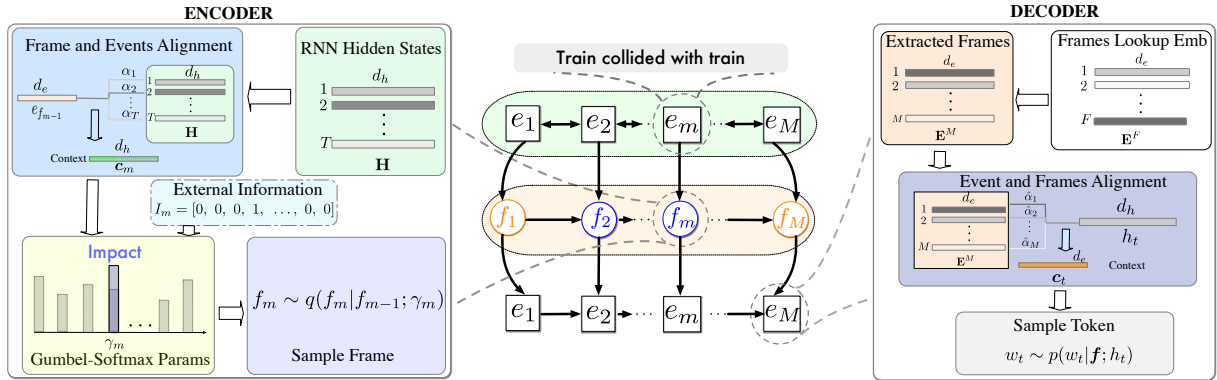 ENCODER
Frame and Events Alignment
d_e
e_{f_{m-1}}
α_1
α_2
⋮
α_T
d_h
1
2
⋮
T
H
d_h
Context
c_m
RNN Hidden States
d_h
1
2
⋮
T
H
External Information
I_m = [0, 0, 0, 1, ..., 0, 0]
Impact
...
γ_m
Gumbel-Softmax Params
f_m ∼ q(f_m|f_{m−1}; γ_m)
Sample Frame
Train collided with train
e_1 e_2 ... e_m ... e_M
f_1 f_2 ... f_m ... f_M
e_1 e_2 ... e_m ... e_M
DECODER
Extracted Frames
d_e
1
2
⋮
M
E^M
Frames Lookup Emb
d_e
1
2
⋮
F
E^F
Event and Frames Alignment
d_e
1
2
⋮
M
E^M
α̂_1
α̂_2
⋮
α̂_M
d_h
h_t
d_e
Context
c_t
Sample Token
w_t ∼ p(w_t|f; h_t)